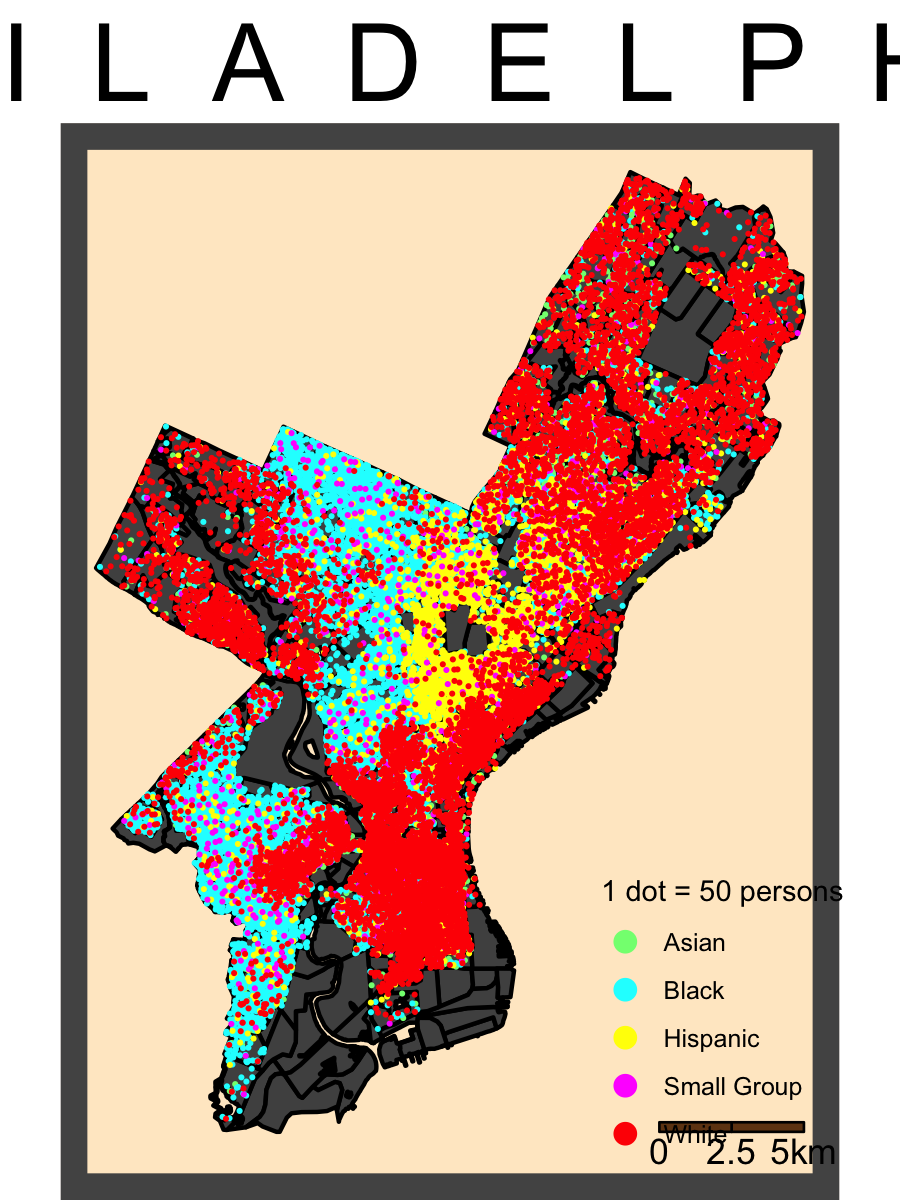 I L A D E L P H
1 dot = 50 persons
Asian
Black
Hispanic
Small Group
White
0 2.5 5km